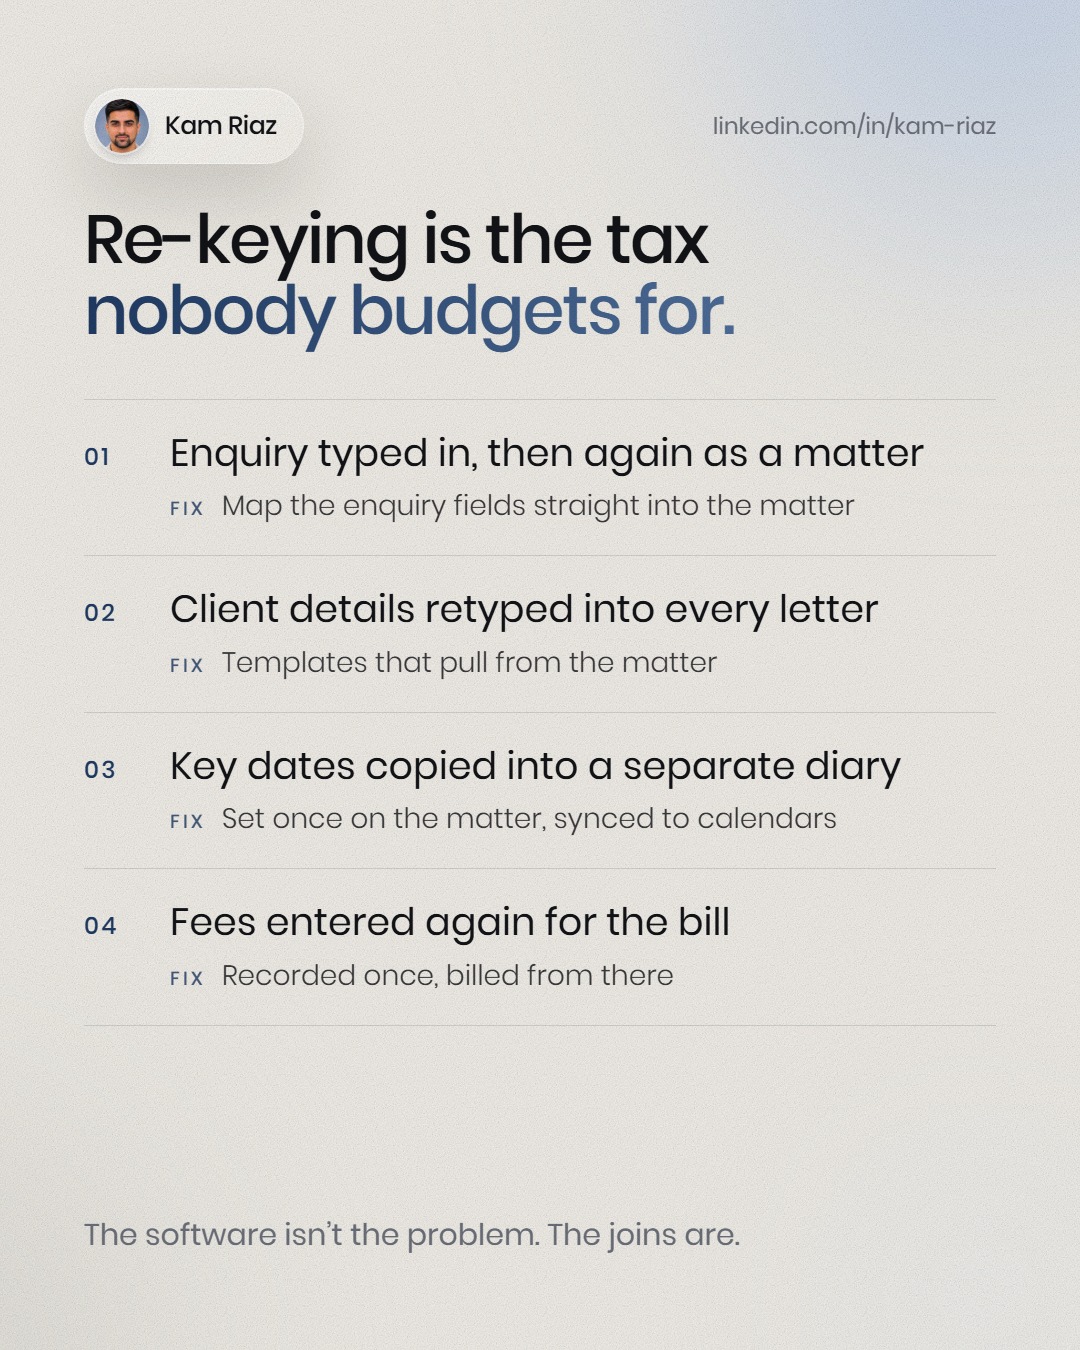 Kam Riaz
linkedin.com/in/kam-riaz
Re-keying is the tax
nobody budgets for.
01 Enquiry typed in, then again as a matter
FIX Map the enquiry fields straight into the matter
02 Client details retyped into every letter
FIX Templates that pull from the matter
03 Key dates copied into a separate diary
FIX Set once on the matter, synced to calendars
04 Fees entered again for the bill
FIX Recorded once, billed from there
The software isn’t the problem. The joins are.